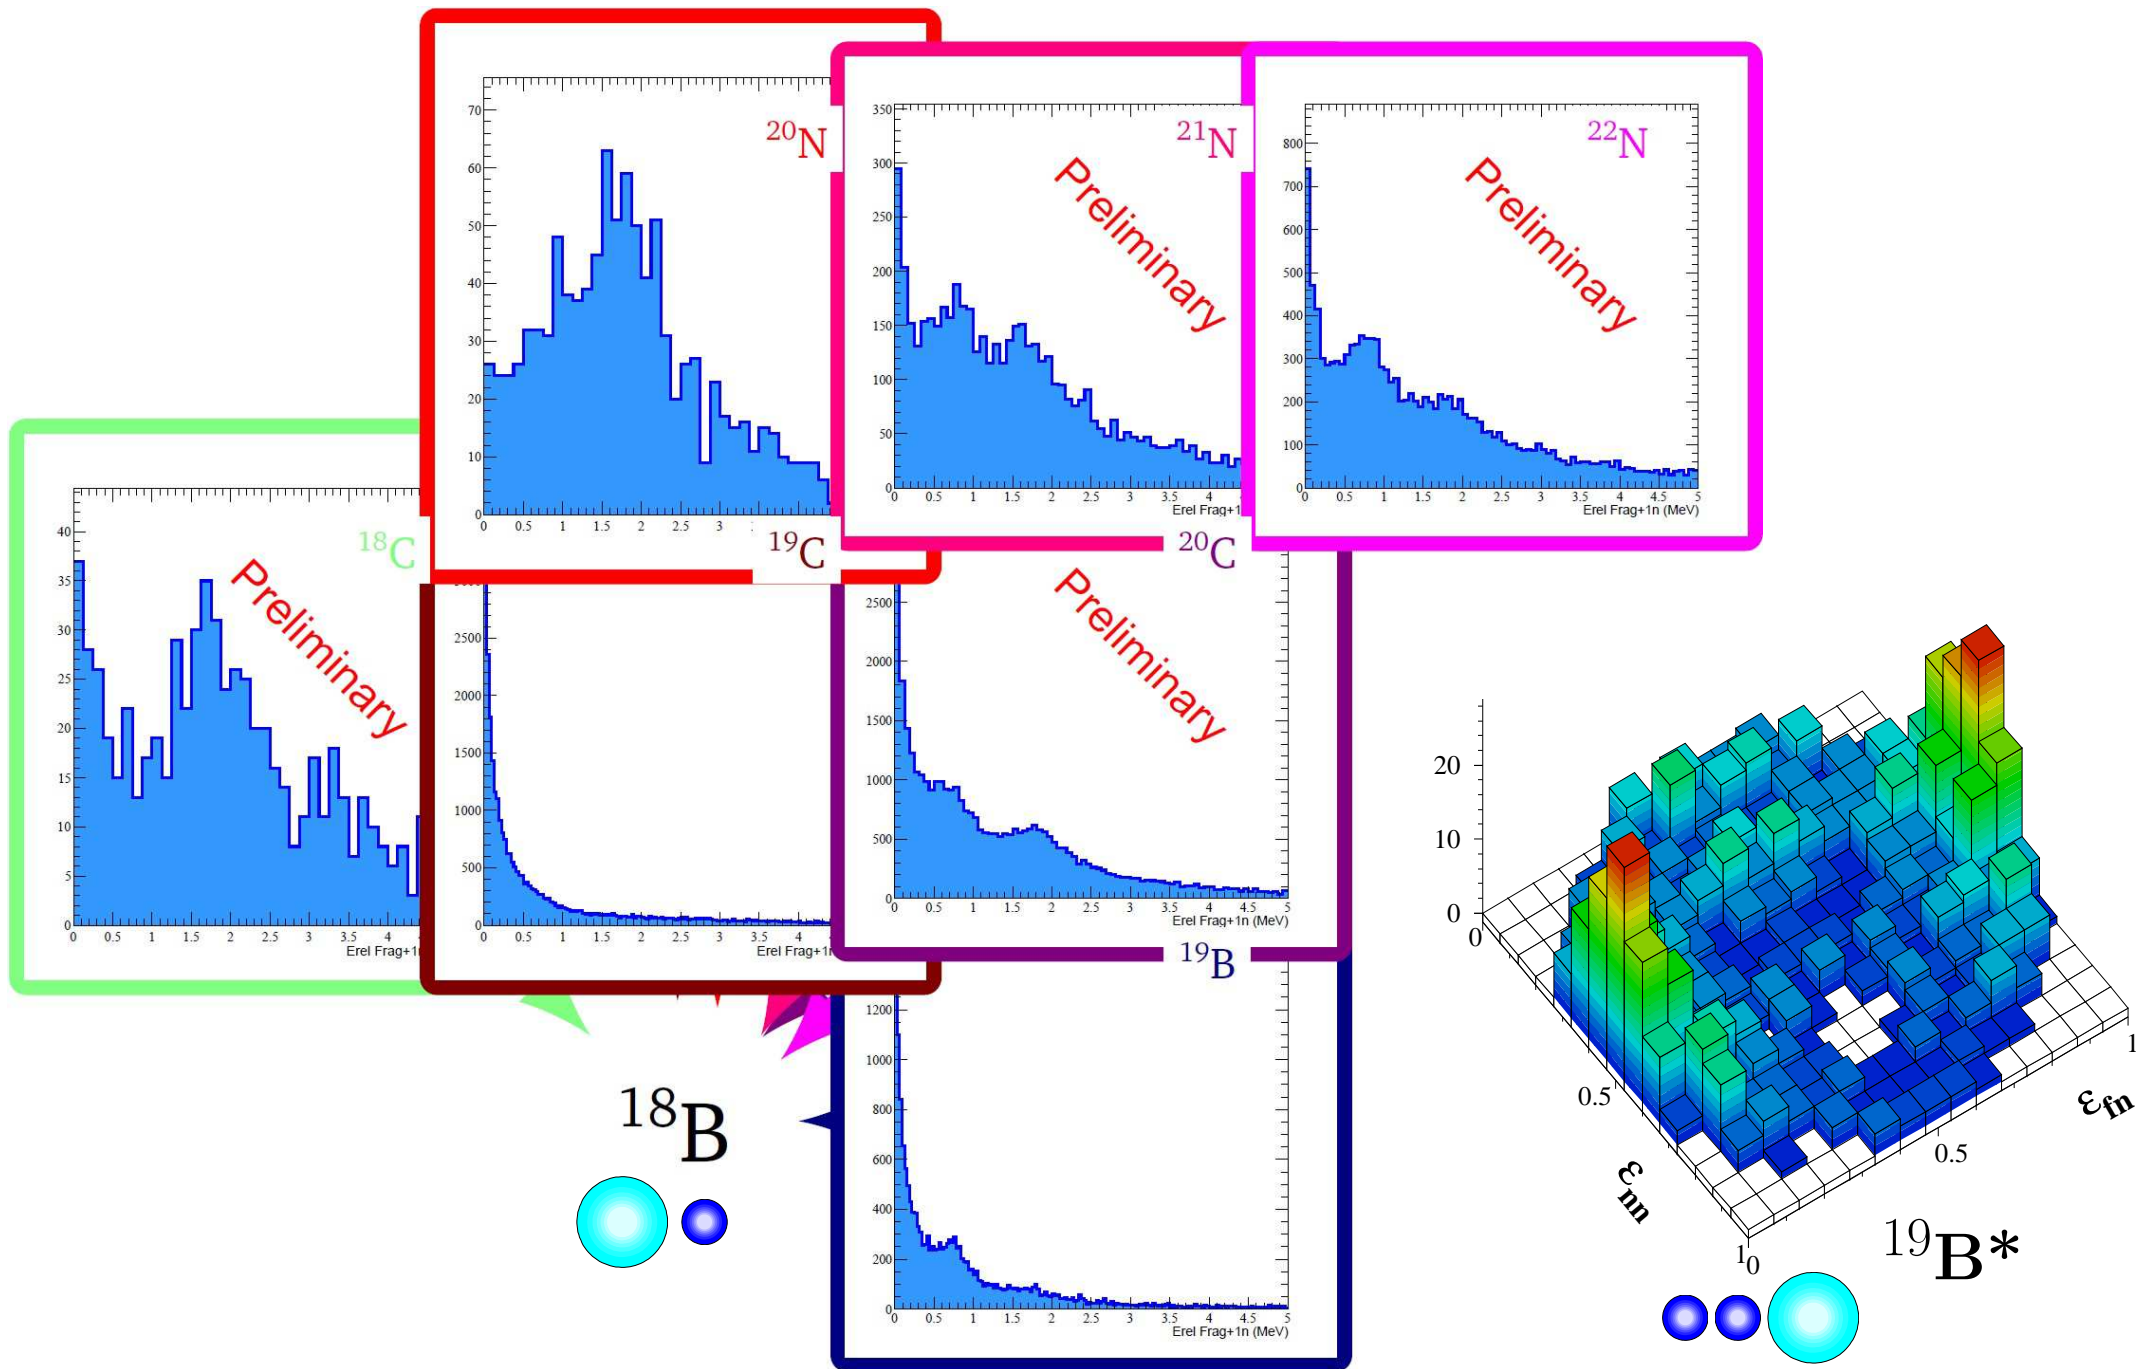 70
60
50
40
30
20
10
0
0 0.5 1 1.5 2 2.5 3
²⁰N
350
300
250
200
150
100
50
0
0 0.5 1 1.5 2 2.5 3 3.5 4
Erel Frag+1
²¹N
Preliminary
800
700
600
500
400
300
200
100
0
0 0.5 1 1.5 2 2.5 3 3.5 4 4.5 5
Erel Frag+1n (MeV)
²²N
Preliminary
40
35
30
25
20
15
10
5
0
0 0.5 1 1.5 2 2.5 3 3.5 4
Erel Frag+1
¹⁸C
Preliminary
¹⁹C
2500
2000
1500
1000
500
0
0 0.5 1 1.5 2 2.5 3 3.5 4
Erel Frag+1
²⁰C
Preliminary
2500
2000
1500
1000
500
0
0 0.5 1 1.5 2 2.5 3 3.5 4 4.5 5
Erel Frag+1n (MeV)
¹⁹B
1200
1000
800
600
400
200
0
0 0.5 1 1.5 2 2.5 3 3.5 4 4.5 5
Erel Frag+1n (MeV)
¹⁸B
20
10
0
0
0.5
1
εnn
0
0.5
1
εfn
¹⁹B*